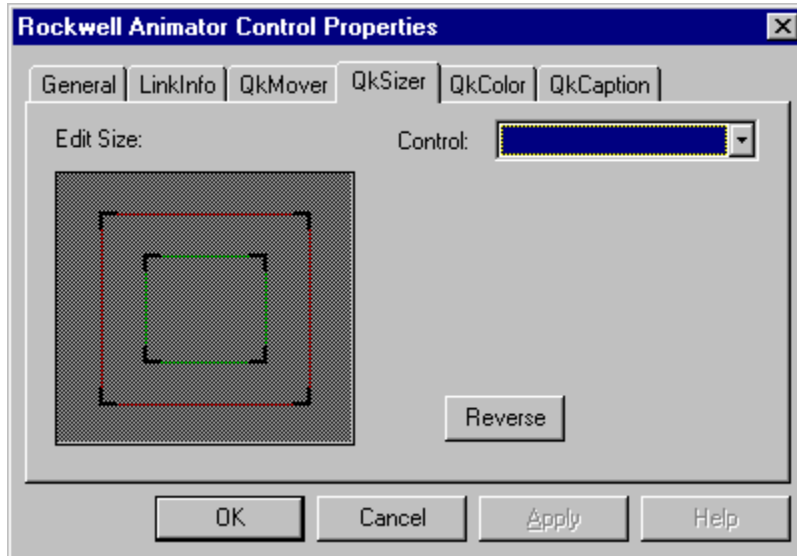 Rockwell Animator Control Properties
General LinkInfo QkMover QkSizer QkColor QkCaption
Edit Size: Control:
Reverse
OK Cancel Apply Help